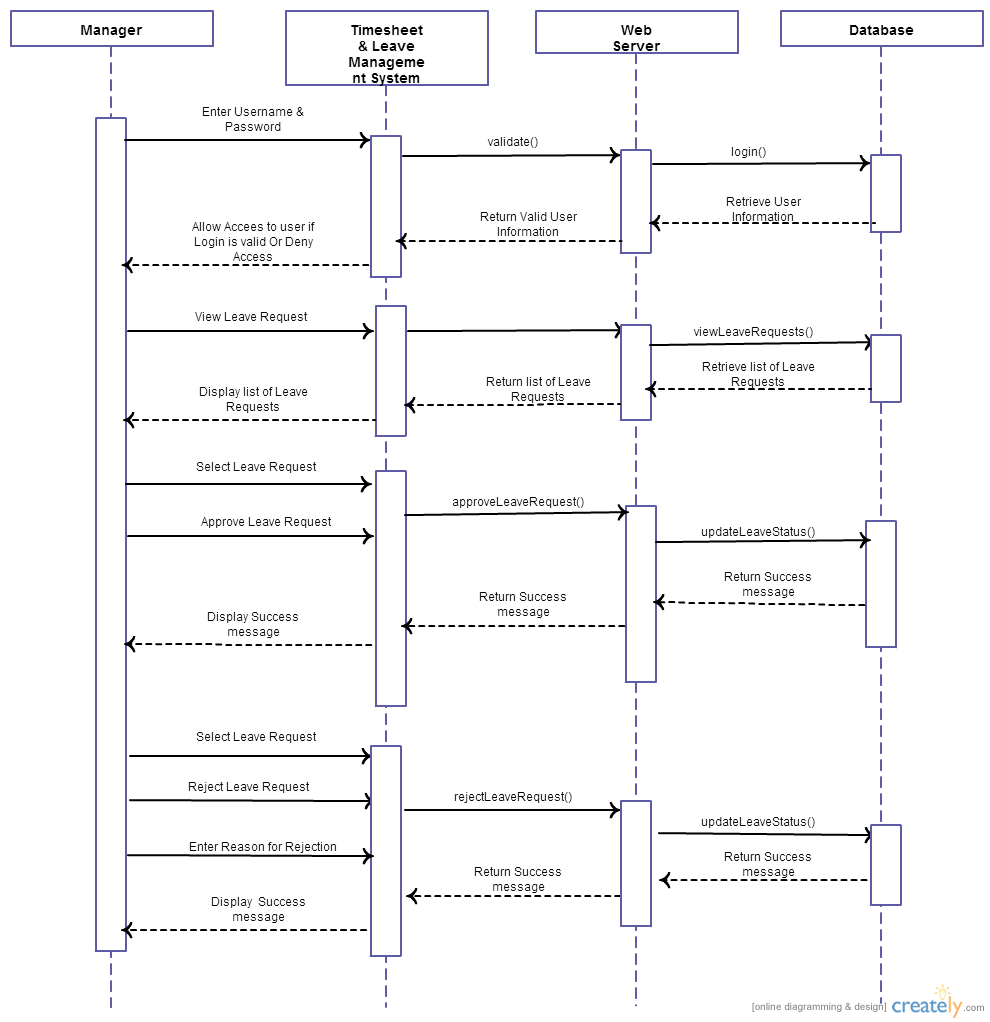 Manager
Timesheet
& Leave
Manageme
nt System
Web
Server
Database
Enter Username &
Password
validate()
login()
Retrieve User
Information
Return Valid User
Information
Allow Accees to user if
Login is valid Or Deny
Access
View Leave Request
viewLeaveRequests()
Retrieve list of Leave
Requests
Return list of Leave
Requests
Display list of Leave
Requests
Select Leave Request
approveLeaveRequest()
Approve Leave Request
updateLeaveStatus()
Return Success
message
Return Success
message
Display Success
message
Select Leave Request
Reject Leave Request
rejectLeaveRequest()
updateLeaveStatus()
Enter Reason for Rejection
Return Success
message
Return Success
message
Display Success
message
[online diagramming & design] creately.com